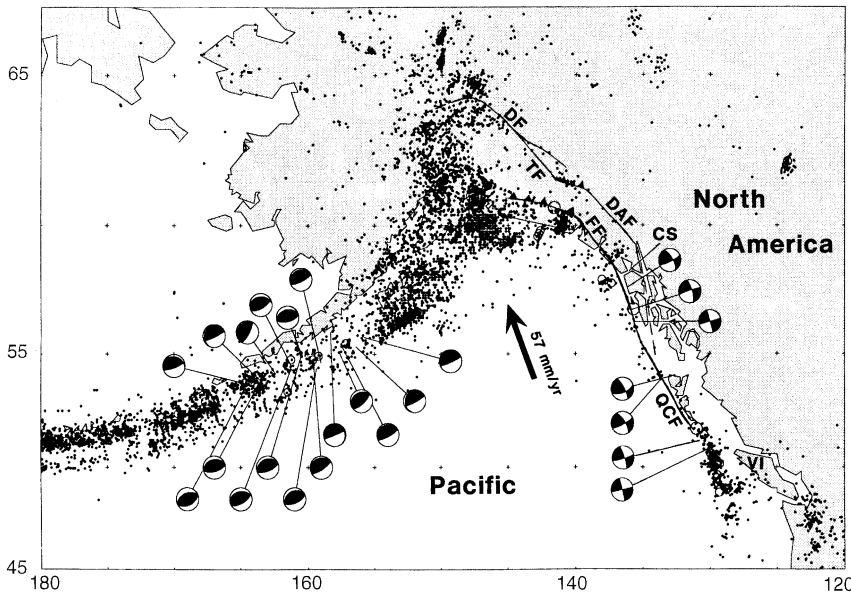 65
DF
TF
North
DAF
FF
CS
America
55
57 mm/yr
QCF
VI
Pacific
45
180
160
140
120